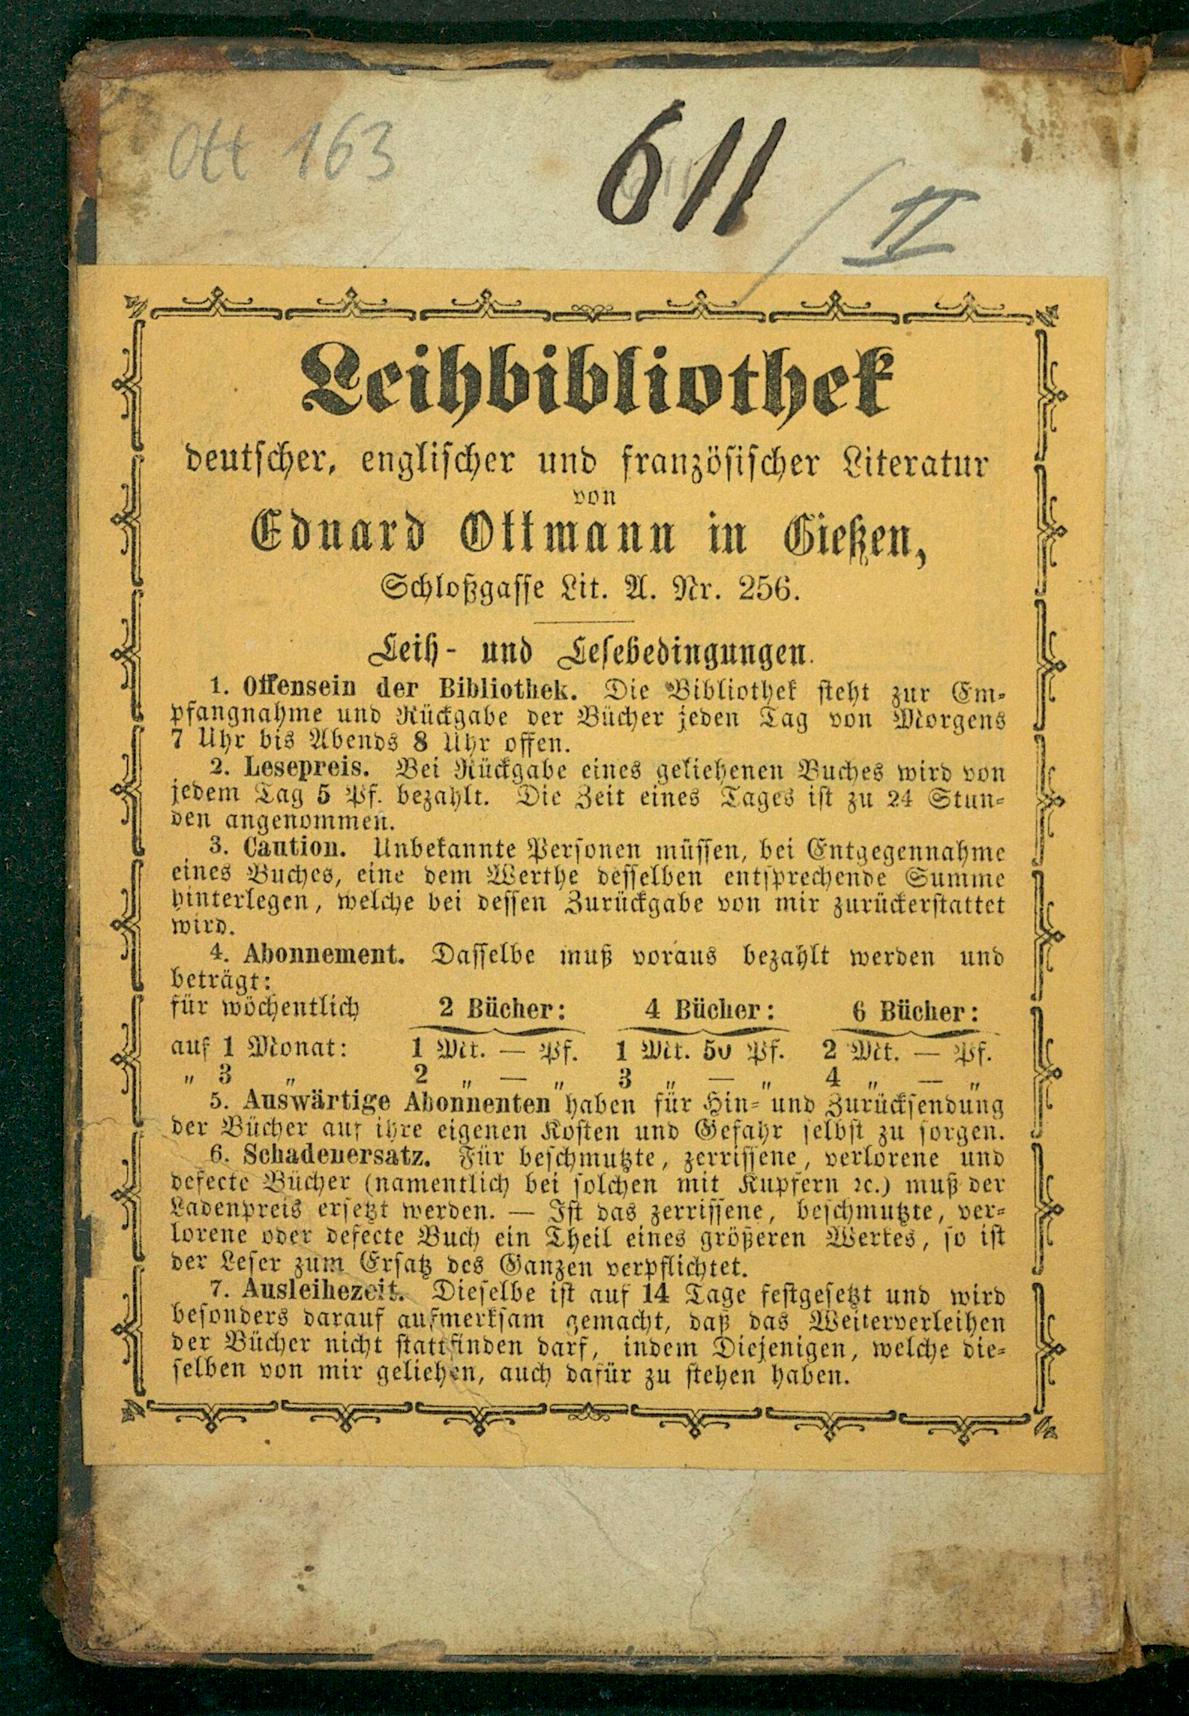 Ott 163
611
/ II
Leihbibliothek
deutscher, englischer und französischer Literatur
von
Eduard Ottmann in Gießen,
Schloßgasse Lit. A. Nr. 256.
Leih- und Lesebedingungen.
1. Offensein der Bibliothek. Die Bibliothek steht zur Em-
pfangnahme und Rückgabe der Bücher jeden Tag von Morgens
7 Uhr bis Abends 8 Uhr offen.
2. Lesepreis. Bei Rückgabe eines geliehenen Buches wird von
jedem Tag 5 Pf. bezahlt. Die Zeit eines Tages ist zu 24 Stun-
den angenommen.
3. Caution. Unbekannte Personen müssen, bei Entgegennahme
eines Buches, eine dem Werthe desselben entsprechende Summe
hinterlegen, welche bei dessen Zurückgabe von mir zurückerstattet
wird.
4. Abonnement. Dasselbe muß voraus bezahlt werden und
beträgt:
für wöchentlich 2 Bücher: 4 Bücher: 6 Bücher:
auf 1 Monat: 1 Mk. — Pf. 1 Mk. 50 Pf. 2 Mk. — Pf.
„ 3 „ 2 „ — „ 3 „ — „ 4 „ — „
5. Auswärtige Abonnenten haben für Hin- und Zurücksendung
der Bücher auf ihre eigenen Kosten und Gefahr selbst zu sorgen.
6. Schadenersatz. Für beschmutzte, zerrissene, verlorene und
defecte Bücher (namentlich bei solchen mit Kupfern ꝛc.) muß der
Ladenpreis ersetzt werden. — Ist das zerrissene, beschmutzte, ver-
lorene oder defecte Buch ein Theil eines größeren Werkes, so ist
der Leser zum Ersatz des Ganzen verpflichtet.
7. Ausleihezeit. Dieselbe ist auf 14 Tage festgesetzt und wird
besonders darauf aufmerksam gemacht, daß das Weiterverleihen
der Bücher nicht stattfinden darf, indem Diejenigen, welche die-
selben von mir geliehen, auch dafür zu stehen haben.